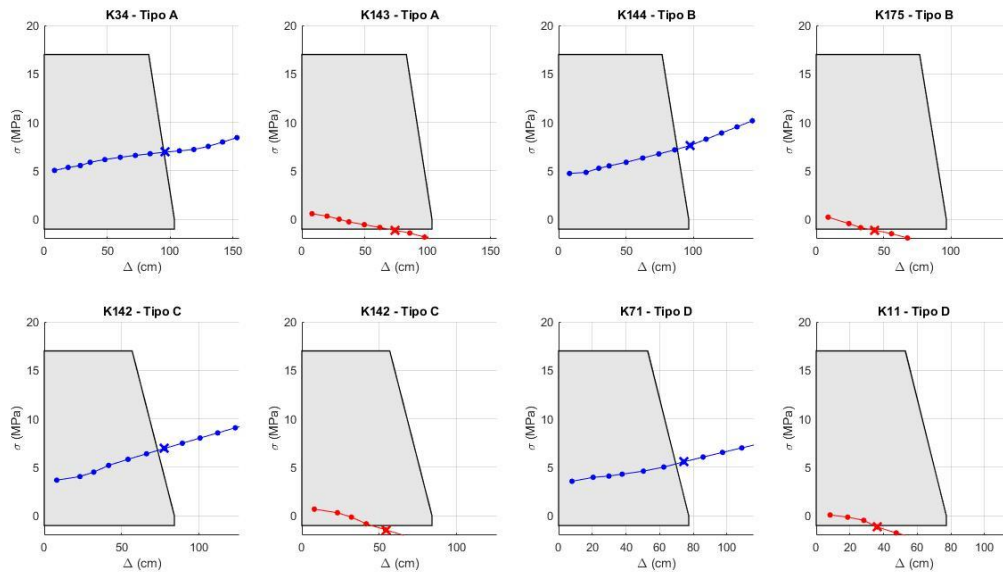 K34 - Tipo A
20
15
10
5
0
σ (MPa)
0 50 100 150
Δ (cm)
K143 - Tipo A
20
15
10
5
0
σ (MPa)
0 50 100 150
Δ (cm)
K144 - Tipo B
20
15
10
5
0
σ (MPa)
0 50 100
Δ (cm)
K175 - Tipo B
20
15
10
5
0
σ (MPa)
0 50 100
Δ (cm)
K142 - Tipo C
20
15
10
5
0
σ (MPa)
0 50 100
Δ (cm)
K142 - Tipo C
20
15
10
5
0
σ (MPa)
0 50 100
Δ (cm)
K71 - Tipo D
20
15
10
5
0
σ (MPa)
0 20 40 60 80 100
Δ (cm)
K11 - Tipo D
20
15
10
5
0
σ (MPa)
0 20 40 60 80 100
Δ (cm)